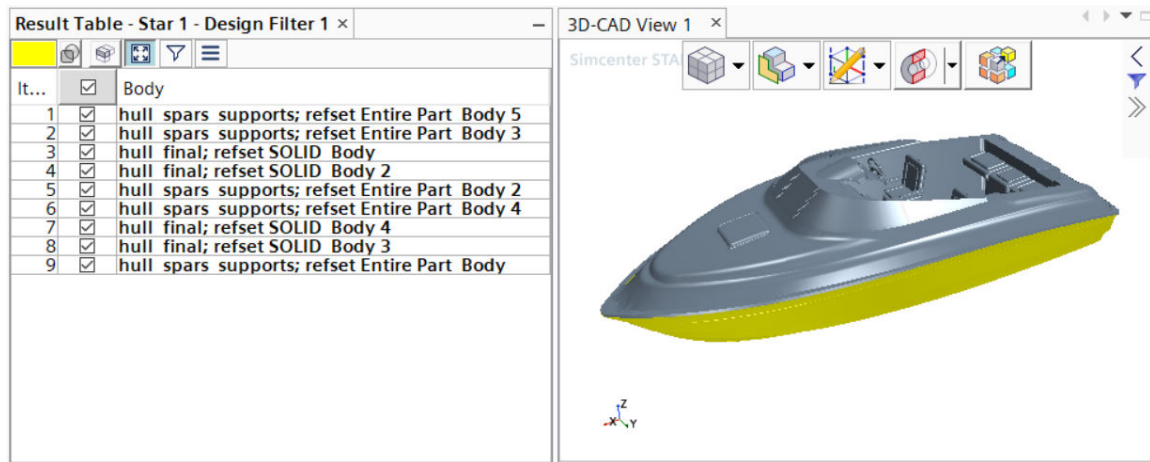 Result Table - Star 1 - Design Filter 1
3D-CAD View 1
Simcenter STA
It... Body
1 hull spars supports; refset Entire Part Body 5
2 hull spars supports; refset Entire Part Body 3
3 hull final; refset SOLID Body
4 hull final; refset SOLID Body 2
5 hull spars supports; refset Entire Part Body 2
6 hull spars supports; refset Entire Part Body 4
7 hull final; refset SOLID Body 4
8 hull final; refset SOLID Body 3
9 hull spars supports; refset Entire Part Body
Z
X Y